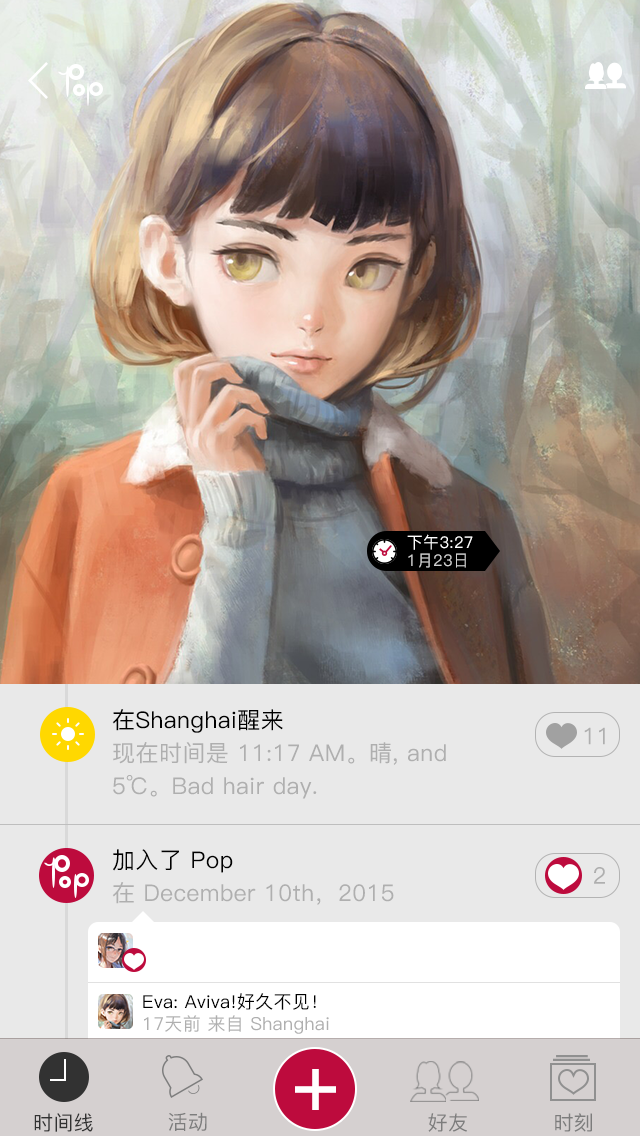 Pop
下午3:27
1月23日
在Shanghai醒来
现在时间是 11:17 AM。晴, and
5℃。Bad hair day.
11
Pop
加入了 Pop
在 December 10th, 2015
2
Eva: Aviva!好久不见!
17天前 来自 Shanghai
时间线
活动
好友
时刻